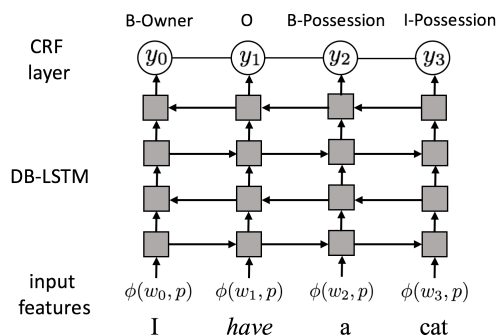 B-Owner O B-Possession I-Possession
CRF layer
y₀ y₁ y₂ y₃
DB-LSTM
input features
ϕ(w₀, p) ϕ(w₁, p) ϕ(w₂, p) ϕ(w₃, p)
I have a cat